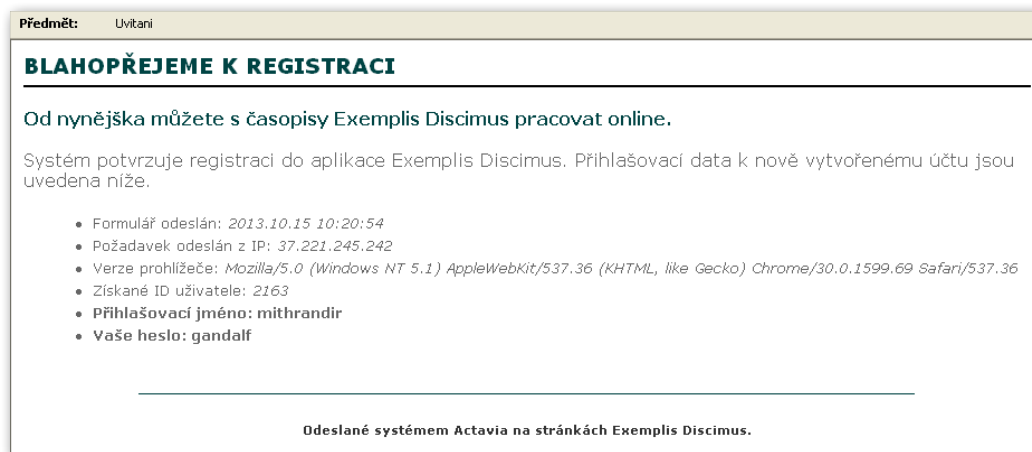 Předmět: Uvitani
BLAHOPŘEJEME K REGISTRACI
Od nynějška můžete s časopisy Exemplis Discimus pracovat online.
Systém potvrzuje registraci do aplikace Exemplis Discimus. Přihlašovací data k nově vytvořenému účtu jsou
uvedena níže.
• Formulář odeslán: 2013.10.15 10:20:54
• Požadavek odeslán z IP: 37.221.245.242
• Verze prohlížeče: Mozilla/5.0 (Windows NT 5.1) AppleWebKit/537.36 (KHTML, like Gecko) Chrome/30.0.1599.69 Safari/537.36
• Získané ID uživatele: 2163
• Přihlašovací jméno: mithrandir
• Vaše heslo: gandalf
Odeslané systémem Actavia na stránkách Exemplis Discimus.